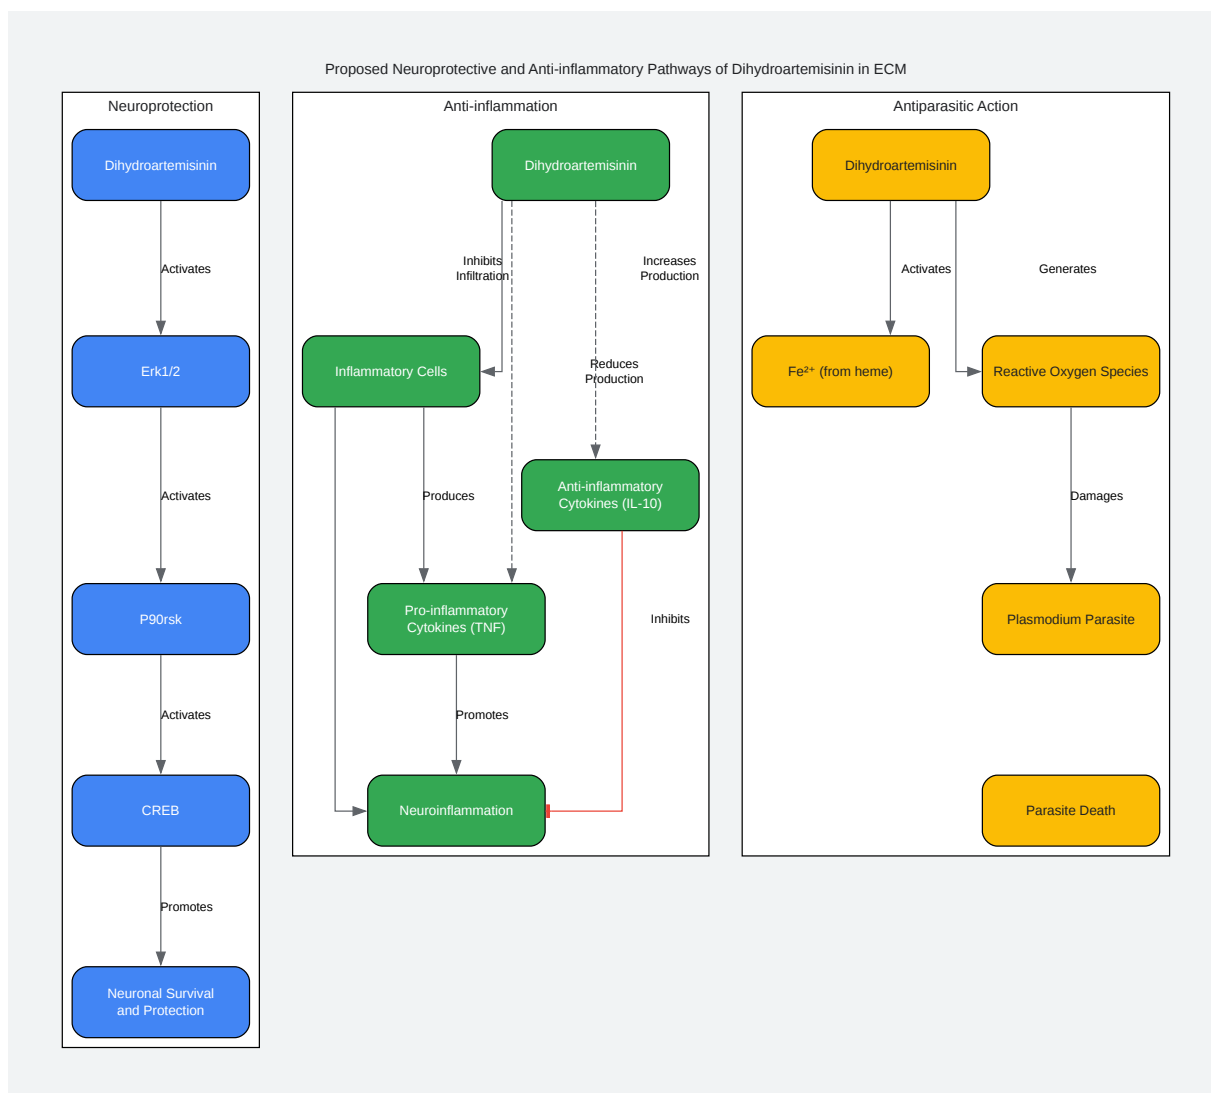 Proposed Neuroprotective and Anti-inflammatory Pathways of Dihydroartemisinin in ECM
Neuroprotection
Dihydroartemisinin
Activates
Erk1/2
Activates
P90rsk
Activates
CREB
Promotes
Neuronal Survival
and Protection
Anti-inflammation
Dihydroartemisinin
Inhibits
Infiltration
Increases
Production
Inflammatory Cells
Reduces
Production
Anti-inflammatory
Cytokines (IL-10)
Produces
Pro-inflammatory
Cytokines (TNF)
Inhibits
Promotes
Neuroinflammation
Antiparasitic Action
Dihydroartemisinin
Activates
Generates
Fe²⁺ (from heme)
Reactive Oxygen Species
Damages
Plasmodium Parasite
Parasite Death